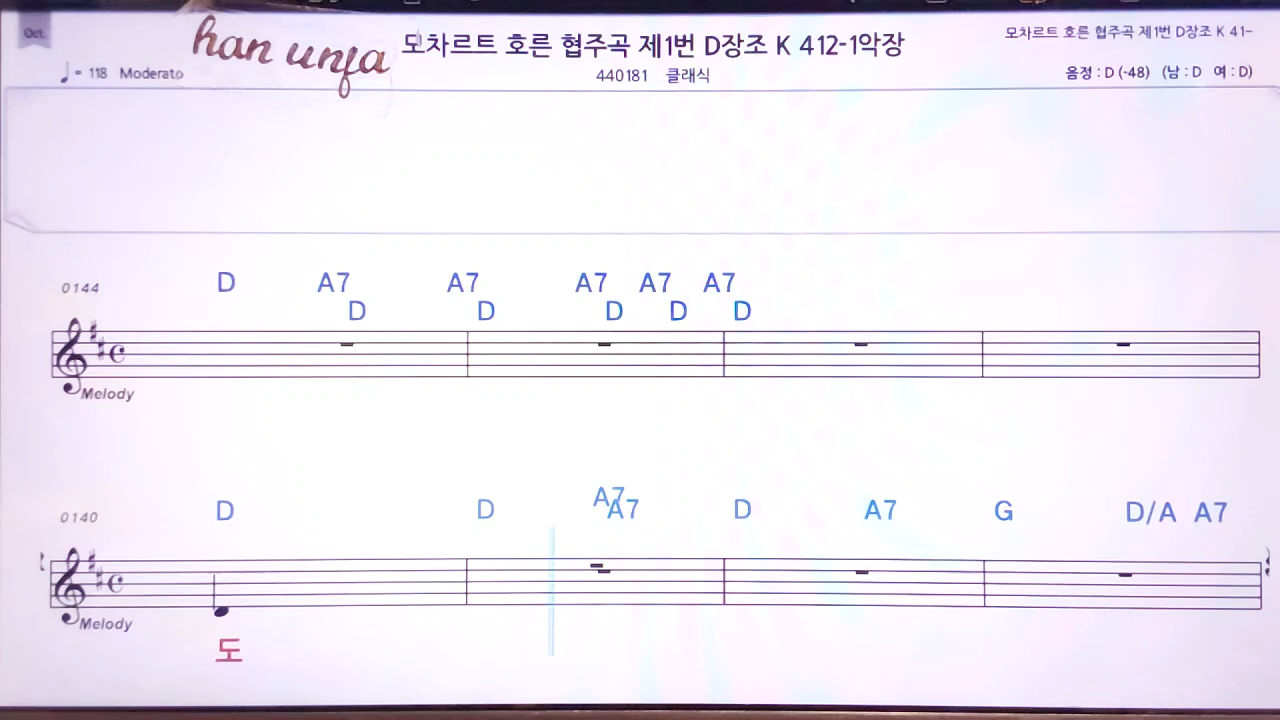 Oct.
han unfa
모차르트 호른 협주곡 제1번 D장조 K 412-1악장
모차르트 호른 협주곡 제1번 D장조 K 41-
♩= 118 Moderato
440181 클래식
음정 : D (-48) (남 : D 여 : D)
0144 D A7 A7 A7 A7 A7
D D D D D
Melody
A7
0140 D D A7 D A7 G D/A A7
Melody
도